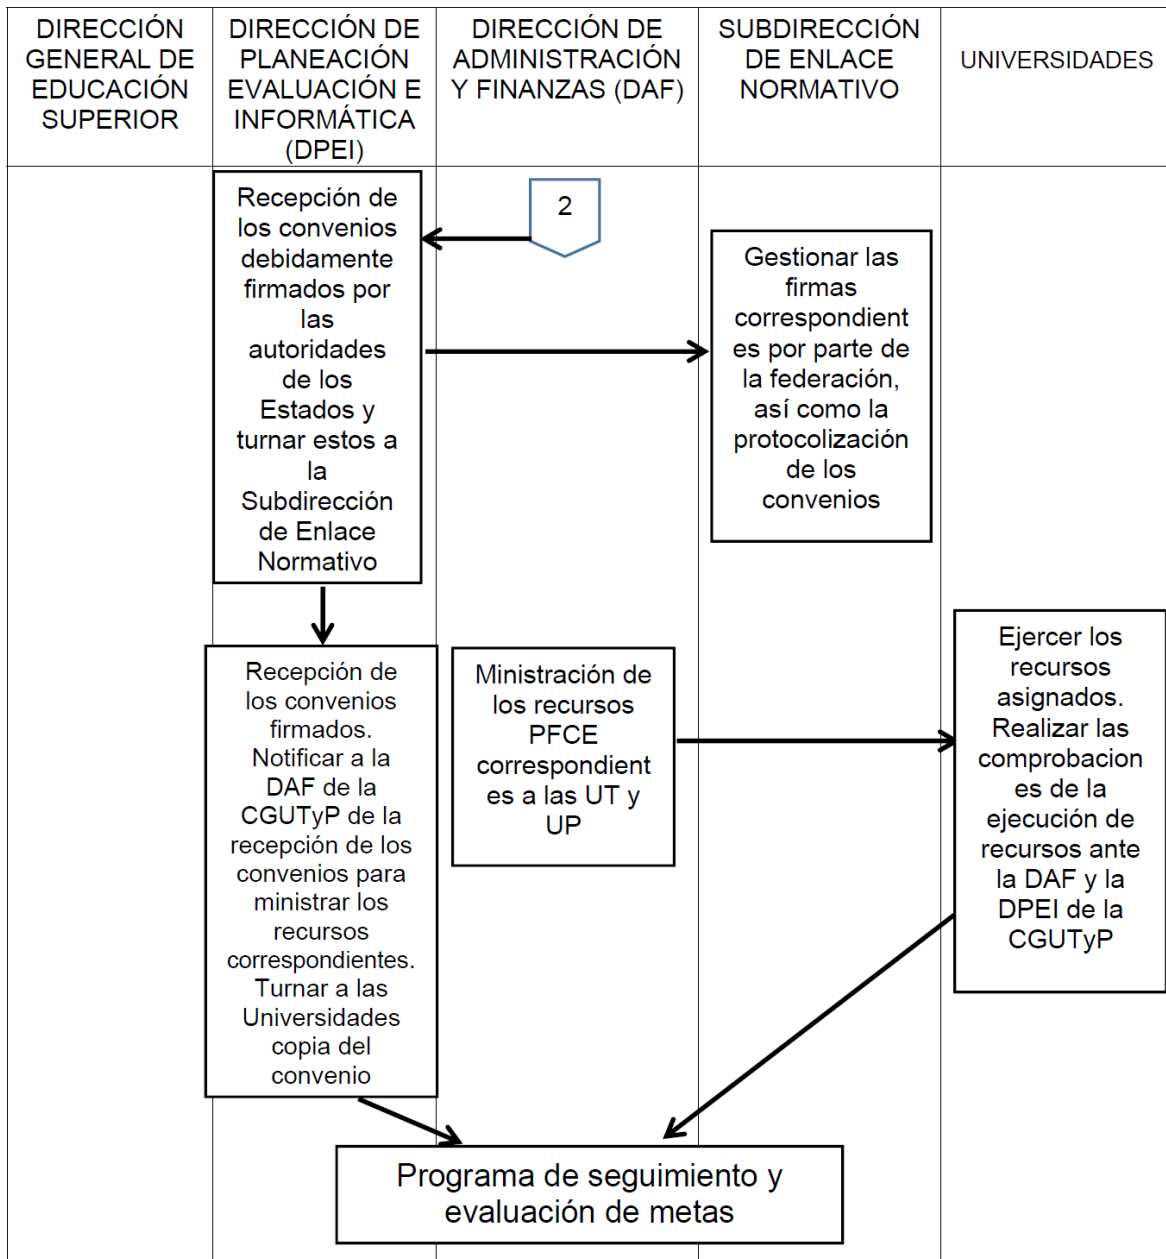 DIRECCIÓN
GENERAL DE
EDUCACIÓN
SUPERIOR
DIRECCIÓN DE
PLANEACIÓN
EVALUACIÓN E
INFORMÁTICA
(DPEI)
DIRECCIÓN DE
ADMINISTRACIÓN
Y FINANZAS (DAF)
SUBDIRECCIÓN
DE ENLACE
NORMATIVO
UNIVERSIDADES
Recepción de
los convenios
debidamente
firmados por
las
autoridades
de los
Estados y
turnar estos a
la
Subdirección
de Enlace
Normativo
2
Gestionar las
firmas
correspondient
es por parte de
la federación,
así como la
protocolización
de los
convenios
Recepción de
los convenios
firmados.
Notificar a la
DAF de la
CGUTyP de la
recepción de los
convenios para
ministrar los
recursos
correspondientes.
Turnar a las
Universidades
copia del
convenio
Ministración de
los recursos
PFCE
correspondient
es a las UT y
UP
Ejercer los
recursos
asignados.
Realizar las
comprobacion
es de la
ejecución de
recursos ante
la DAF y la
DPEI de la
CGUTyP
Programa de seguimiento y
evaluación de metas